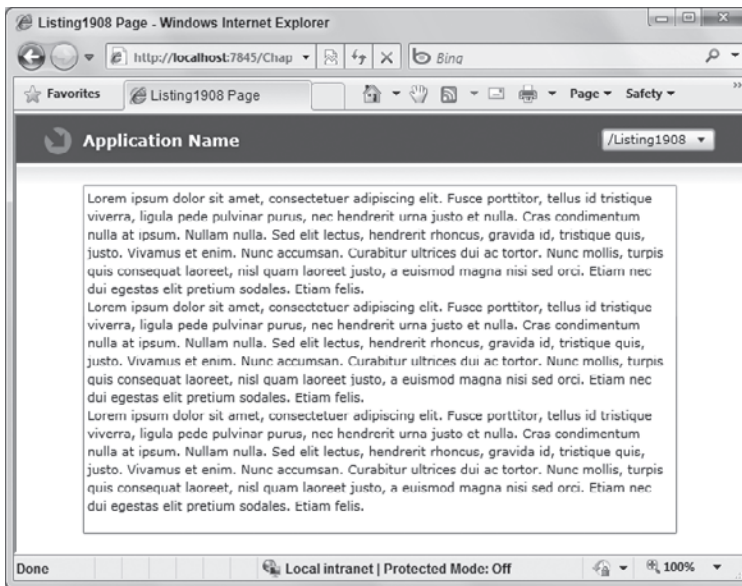 Listing1908 Page - Windows Internet Explorer
http://localhost:7845/Chap
Bing
Favorites
Listing1908 Page
Page
Safety
»
Application Name
/Listing1908
Lorem ipsum dolor sit amet, consectetuer adipiscing elit. Fusce porttitor, tellus id tristique
viverra, ligula pede pulvinar purus, nec hendrerit urna justo et nulla. Cras condimentum
nulla at ipsum. Nullam nulla. Sed elit lectus, hendrerit rhoncus, gravida id, tristique quis,
justo. Vivamus et enim. Nunc accumsan. Curabitur ultrices dui ac tortor. Nunc mollis, turpis
quis consequat laoreet, nisl quam laoreet justo, a euismod magna nisi sed orci. Etiam nec
dui egestas elit pretium sodales. Etiam felis.
Lorem ipsum dolor sit amet, consectetuer adipiscing elit. Fusce porttitor, tellus id tristique
viverra, ligula pede pulvinar purus, nec hendrerit urna justo et nulla. Cras condimentum
nulla at ipsum. Nullam nulla. Sed elit lectus, hendrerit rhoncus, gravida id, tristique quis,
justo. Vivamus et enim. Nunc accumsan. Curabitur ultrices dui ac tortor. Nunc mollis, turpis
quis consequat laoreet, nisl quam laoreet justo, a euismod magna nisi sed orci. Etiam nec
dui egestas elit pretium sodales. Etiam felis.
Lorem ipsum dolor sit amet, consectetuer adipiscing elit. Fusce porttitor, tellus id tristique
viverra, ligula pede pulvinar purus, nec hendrerit urna justo et nulla. Cras condimentum
nulla at ipsum. Nullam nulla. Sed elit lectus, hendrerit rhoncus, gravida id, tristique quis,
justo. Vivamus et enim. Nunc accumsan. Curabitur ultrices dui ac tortor. Nunc mollis, turpis
quis consequat laoreet, nisl quam laoreet justo, a euismod magna nisi sed orci. Etiam nec
dui egestas elit pretium sodales. Etiam felis.
Done
Local intranet | Protected Mode: Off
100%